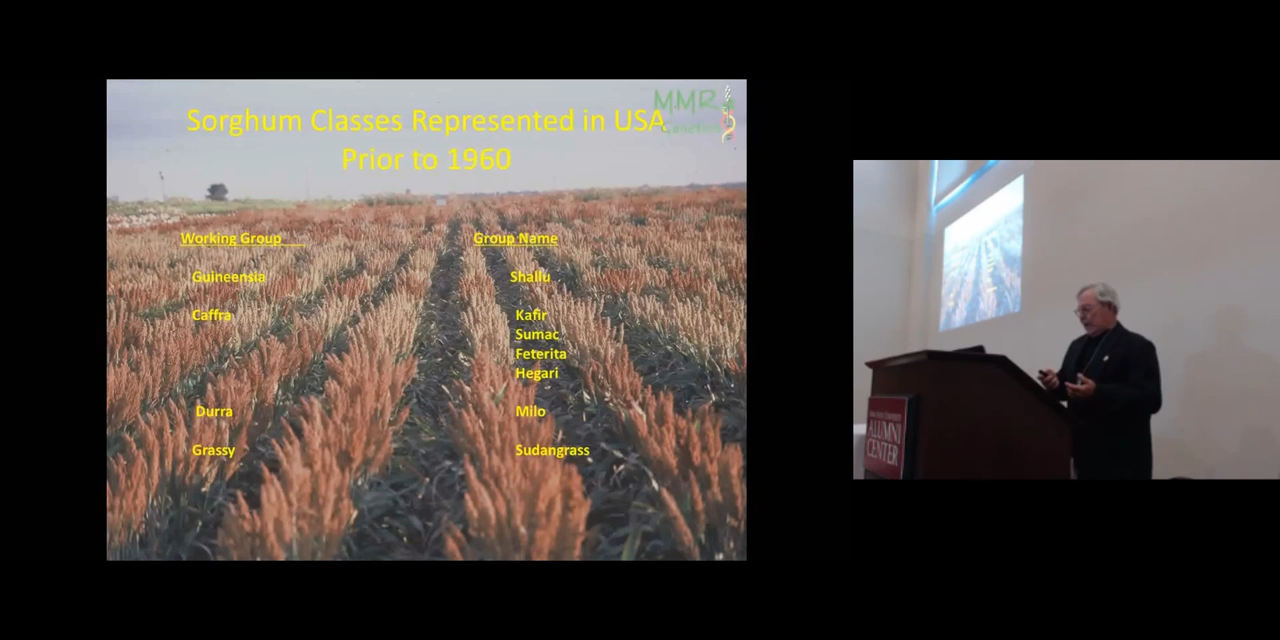 MMR
Genetics
Sorghum Classes Represented in USA
Prior to 1960
Working Group Group Name
Guineensia Shallu
Caffra Kafir
Sumac
Feterita
Hegari
Durra Milo
Grassy Sudangrass
ALUMNI
CENTER